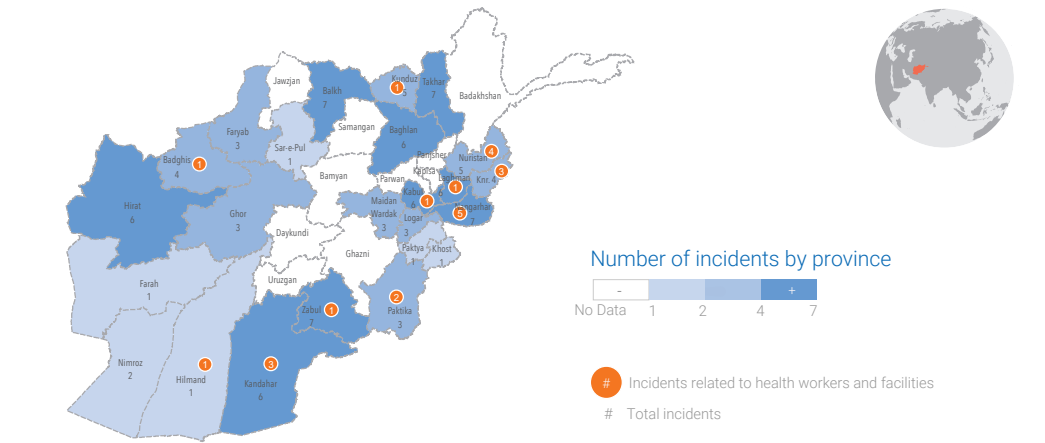 Jawzjan
Balkh
7
Kunduz
1
5
Takhar
7
Badakhshan
Faryab
3
Samangan
Baghlan
6
Sar-e-Pul
1
Badghis
4
1
Panjsher
Nuristan
5
4
Kapisa
Laghman
6
1
Knr. 4
3
Bamyan
Parwan
Kabul
6
1
Nangarhar
7
5
Hirat
6
Ghor
3
Maidan
Wardak
3
Logar
3
Daykundi
Ghazni
Paktya
1
Khost
1
Uruzgan
Farah
1
Zabul
7
1
2
Paktika
3
Nimroz
2
1
Hilmand
1
3
Kandahar
6
Number of incidents by province
- +
No Data 1 2 4 7
# Incidents related to health workers and facilities
# Total incidents